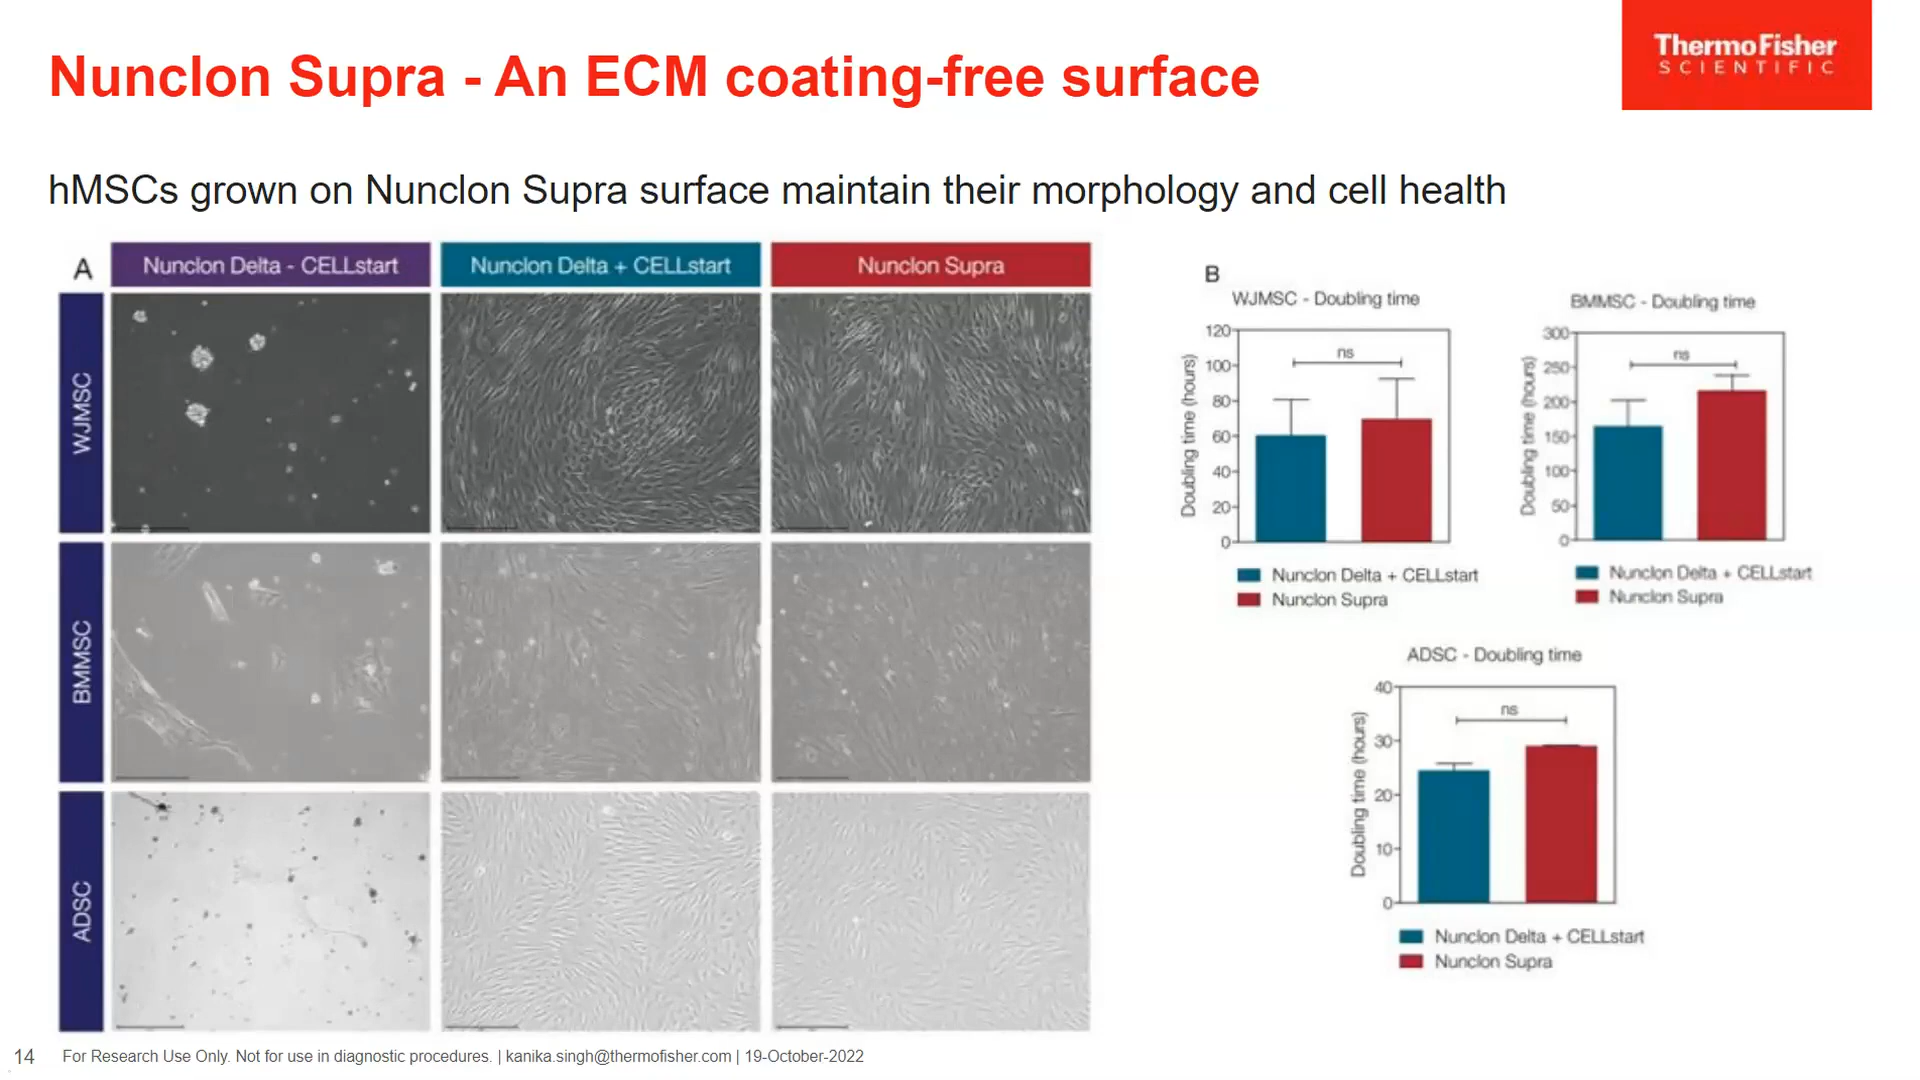 Nunclon Supra - An ECM coating-free surface
ThermoFisher
SCIENTIFIC
hMSCs grown on Nunclon Supra surface maintain their morphology and cell health
A
Nunclon Delta - CELLstart
Nunclon Delta + CELLstart
Nunclon Supra
WJMSC
BMMSC
ADSC
B
WJMSC - Doubling time
Doubling time (hours)
120
100
80
60
40
20
0
ns
Nunclon Delta + CELLstart
Nunclon Supra
BMMSC - Doubling time
Doubling time (hours)
300
250
200
150
100
50
0
ns
Nunclon Delta + CELLstart
Nunclon Supra
ADSC - Doubling time
Doubling time (hours)
40
30
20
10
0
ns
Nunclon Delta + CELLstart
Nunclon Supra
14 For Research Use Only. Not for use in diagnostic procedures. | kanika.singh@thermofisher.com | 19-October-2022